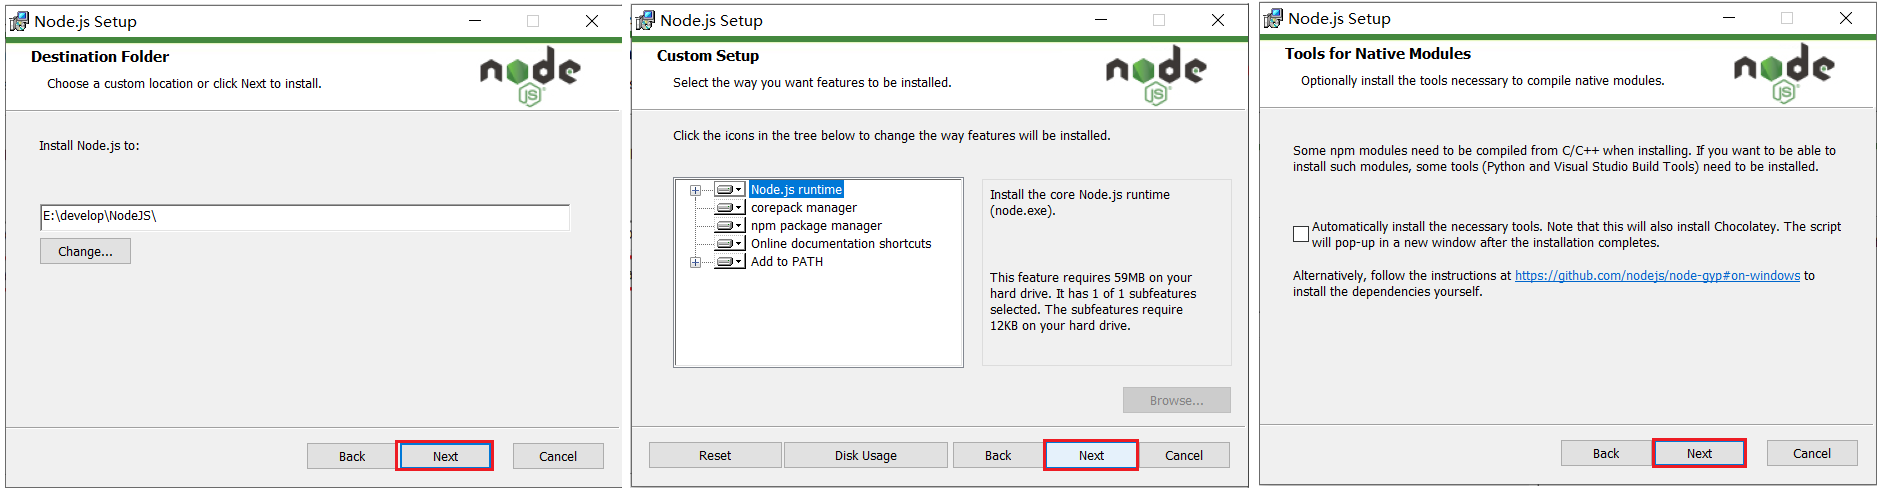 Node.js Setup
Destination Folder
Choose a custom location or click Next to install.
node
JS
Install Node.js to:
E:\develop\NodeJS\
Change...
Back
Next
Cancel
Node.js Setup
Custom Setup
Select the way you want features to be installed.
node
JS
Click the icons in the tree below to change the way features will be installed.
Node.js runtime
corepack manager
npm package manager
Online documentation shortcuts
Add to PATH
Install the core Node.js runtime
(node.exe).
This feature requires 59MB on your
hard drive. It has 1 of 1 subfeatures
selected. The subfeatures require
12KB on your hard drive.
Browse...
Reset
Disk Usage
Back
Next
Cancel
Node.js Setup
Tools for Native Modules
Optionally install the tools necessary to compile native modules.
node
JS
Some npm modules need to be compiled from C/C++ when installing. If you want to be able to
install such modules, some tools (Python and Visual Studio Build Tools) need to be installed.
Automatically install the necessary tools. Note that this will also install Chocolatey. The script
will pop-up in a new window after the installation completes.
Alternatively, follow the instructions at https://github.com/nodejs/node-gyp#on-windows to
install the dependencies yourself.
Back
Next
Cancel